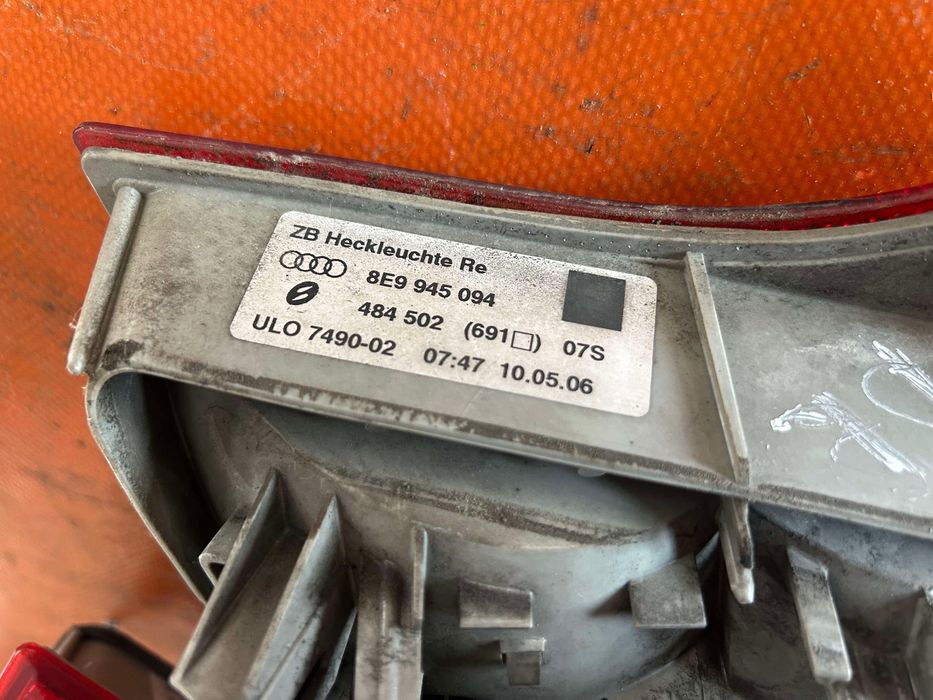 ZB Heckleuchte Re
8E9 945 094
484 502 (691□) 07S
ULO 7490-02 07:47 10.05.06